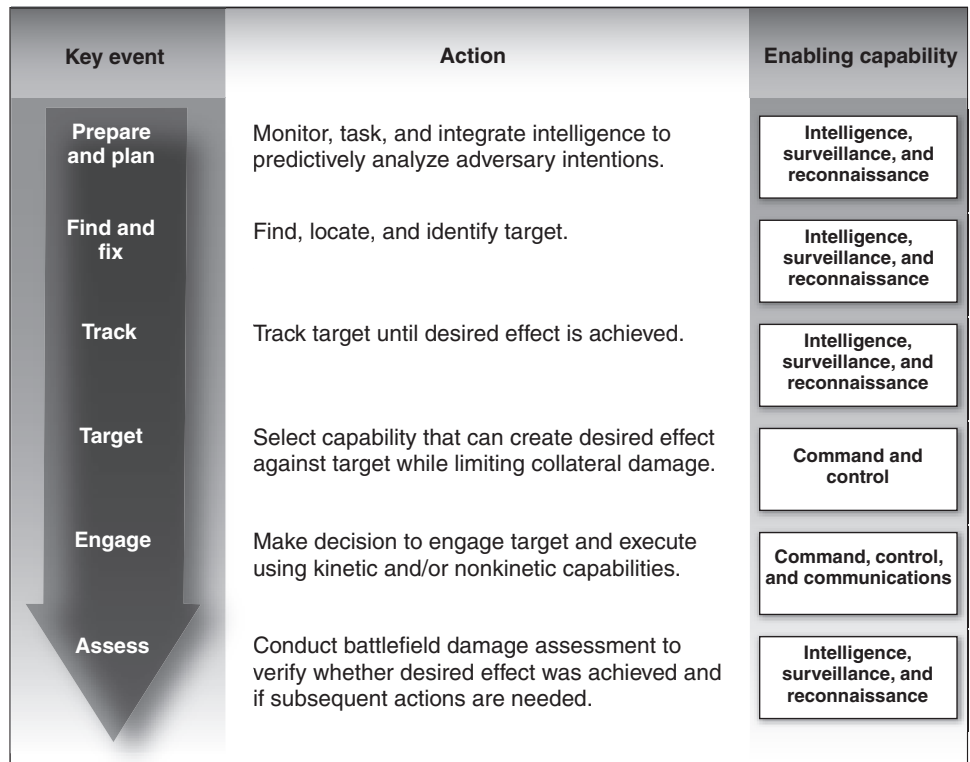 Key event
Action
Enabling capability
Prepare
and plan
Monitor, task, and integrate intelligence to
predictively analyze adversary intentions.
Intelligence,
surveillance, and
reconnaissance
Find and
fix
Find, locate, and identify target.
Intelligence,
surveillance, and
reconnaissance
Track
Track target until desired effect is achieved.
Intelligence,
surveillance, and
reconnaissance
Target
Select capability that can create desired effect
against target while limiting collateral damage.
Command and
control
Engage
Make decision to engage target and execute
using kinetic and/or nonkinetic capabilities.
Command, control,
and communications
Assess
Conduct battlefield damage assessment to
verify whether desired effect was achieved and
if subsequent actions are needed.
Intelligence,
surveillance, and
reconnaissance